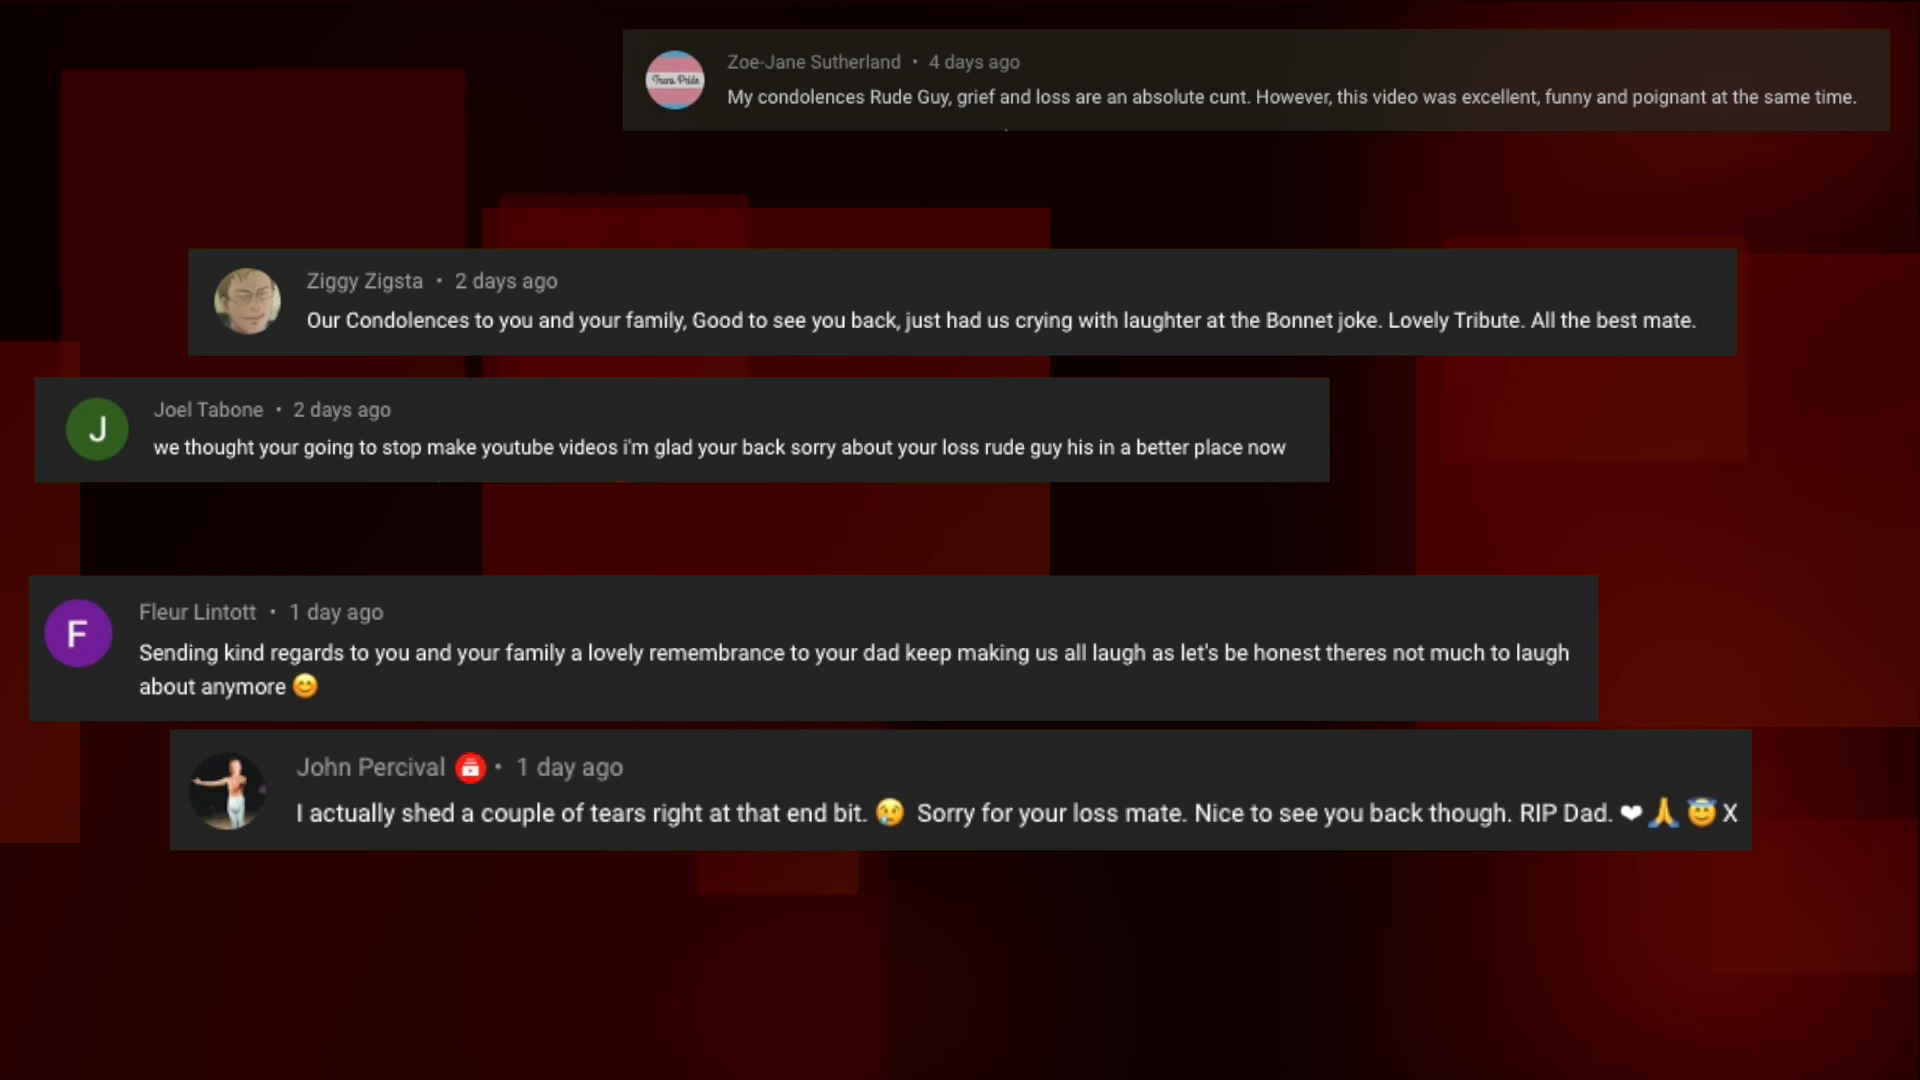 Trans Pride
Zoe-Jane Sutherland • 4 days ago
My condolences Rude Guy, grief and loss are an absolute cunt. However, this video was excellent, funny and poignant at the same time.
Ziggy Zigsta • 2 days ago
Our Condolences to you and your family, Good to see you back, just had us crying with laughter at the Bonnet joke. Lovely Tribute. All the best mate.
J
Joel Tabone • 2 days ago
we thought your going to stop make youtube videos i'm glad your back sorry about your loss rude guy his in a better place now
F
Fleur Lintott • 1 day ago
Sending kind regards to you and your family a lovely remembrance to your dad keep making us all laugh as let's be honest theres not much to laugh
about anymore 😊
John Percival • 1 day ago
I actually shed a couple of tears right at that end bit. 😢 Sorry for your loss mate. Nice to see you back though. RIP Dad. ❤🙏😇X